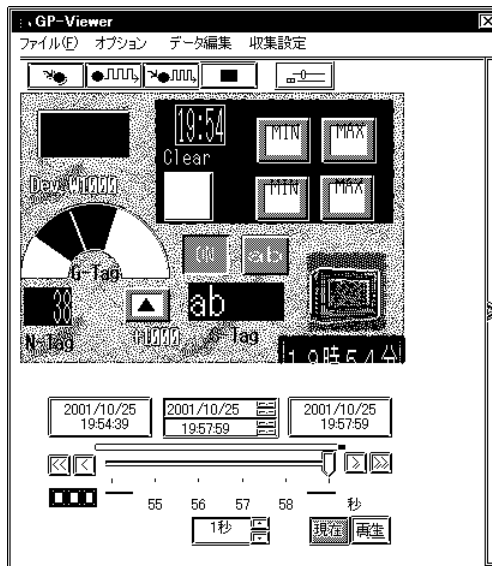 GP-Viewer
ファイル(F) オプション データ編集 収集設定
19:54
Clear
MIN MAX
MIN MAX
Dev.W1000
G-Tag
ON ab
38
ab
N-Tag +1000 S-Tag
19時54分
2001/10/25 2001/10/25 2001/10/25
19:54:39 19:57:59 19:57:59
<< < > >>
55 56 57 58 秒
1秒 現在 再生